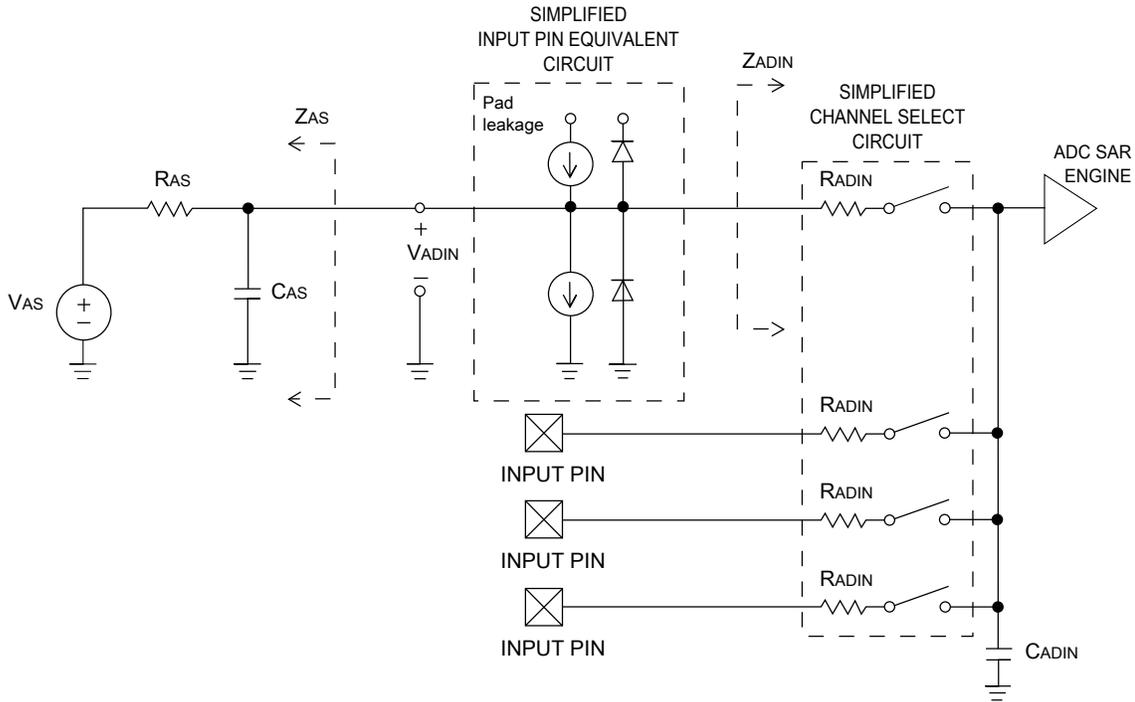 SIMPLIFIED
INPUT PIN EQUIVALENT
CIRCUIT
Pad
leakage
ZAS
ZADIN
SIMPLIFIED
CHANNEL SELECT
CIRCUIT
ADC SAR
ENGINE
RAS
RADIN
+
VADIN
–
CAS
VAS
+
–
RADIN
INPUT PIN
RADIN
INPUT PIN
RADIN
INPUT PIN
CADIN